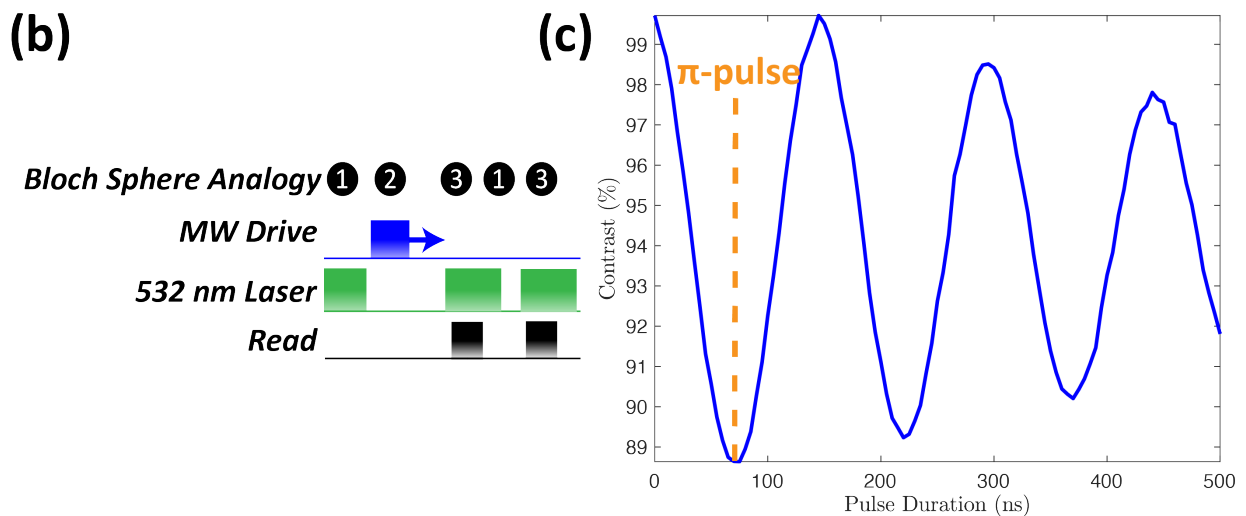 (b)
Bloch Sphere Analogy 1 2 3 1 3
MW Drive
532 nm Laser
Read
(c)
π-pulse
Contrast (%)
99
98
97
96
95
94
93
92
91
90
89
0 100 200 300 400 500
Pulse Duration (ns)